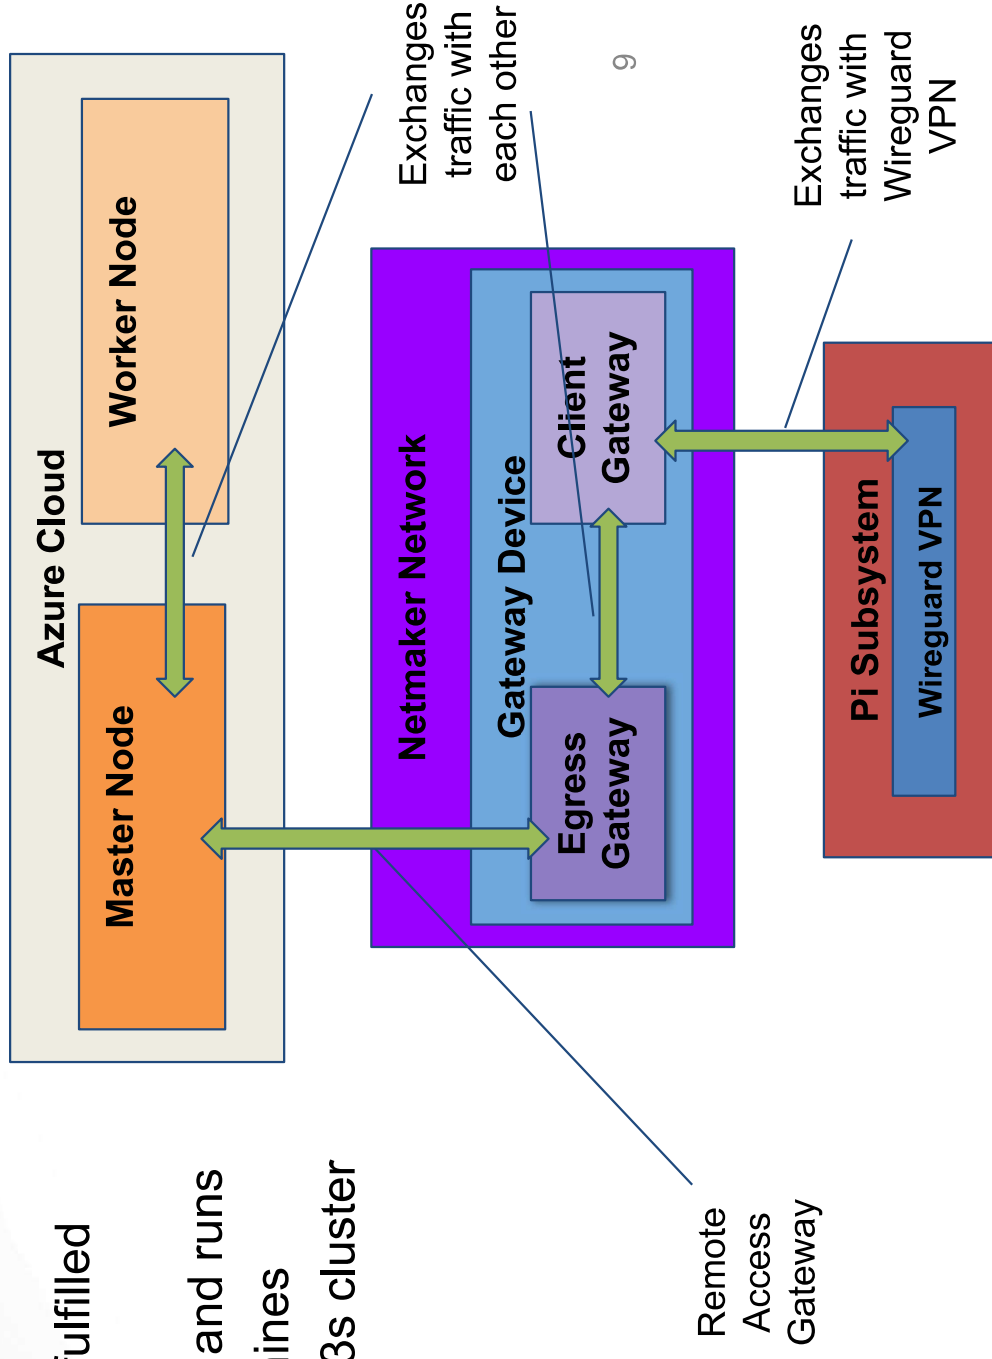 and runs
cluster
Azure Cloud
Master Node
Worker Node
Exchanges
traffic with
each other
9
Netmaker Network
Gateway Device
Egress
Gateway
Client
Gateway
Remote
Access
Gateway
Exchanges
traffic with
Wireguard
VPN
Pi Subsystem
Wireguard VPN